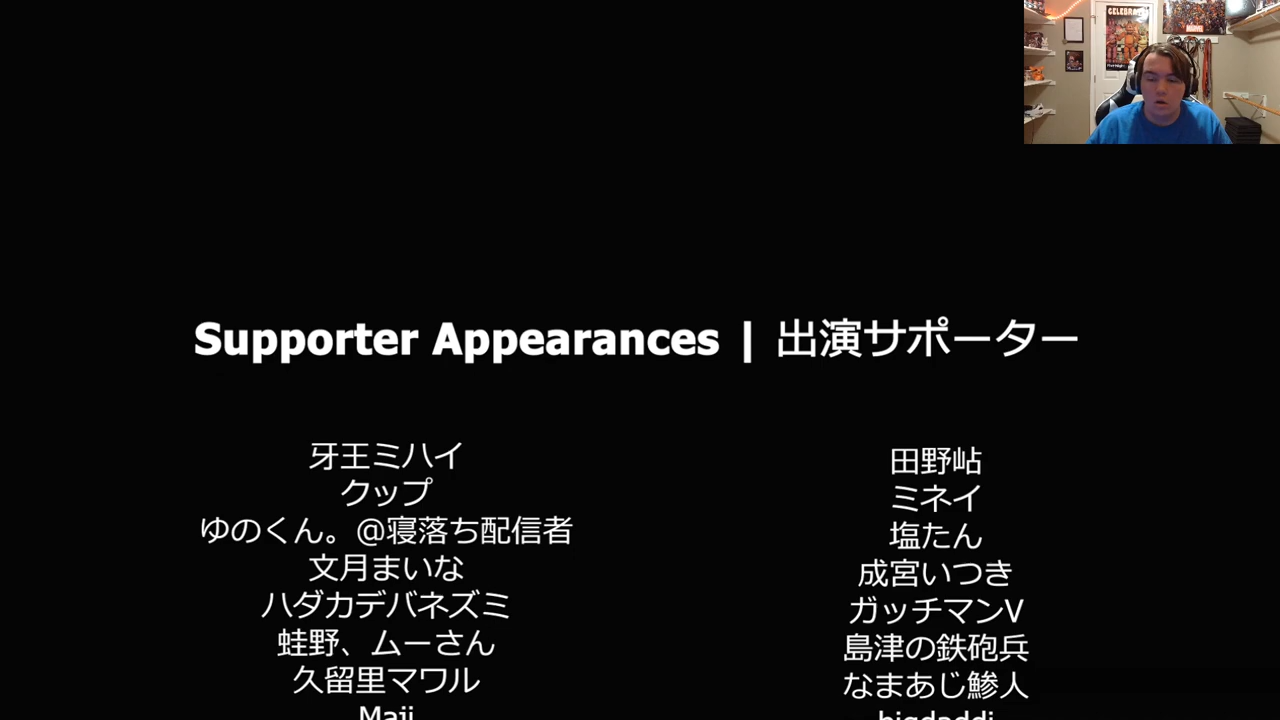 CELEBRATE
MARVEL
Supporter Appearances | 出演サポーター
牙王ミハイ
クップ
ゆのくん。@寝落ち配信者
文月まいな
ハダカデバネズミ
蛙野、ムーさん
久留里マワル
Maji
田野岾
ミネイ
塩たん
成宮いつき
ガッチマンV
島津の鉄砲兵
なまあじ鯵人
bigdaddi